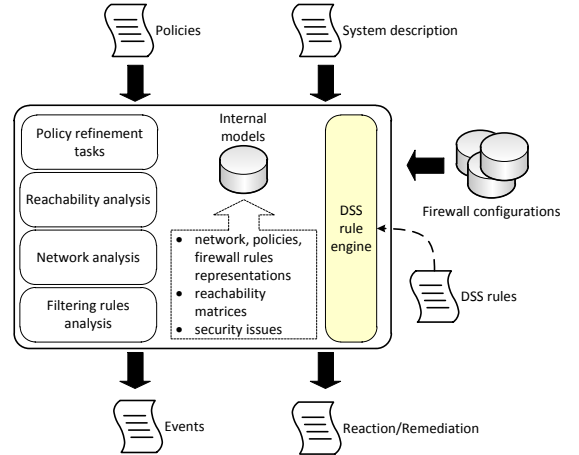 Policies
System description
Policy refinement
tasks
Reachability analysis
Network analysis
Filtering rules
analysis
Internal
models
• network, policies,
firewall rules
representations
• reachability
matrices
• security issues
DSS
rule
engine
Firewall configurations
DSS rules
Events
Reaction/Remediation